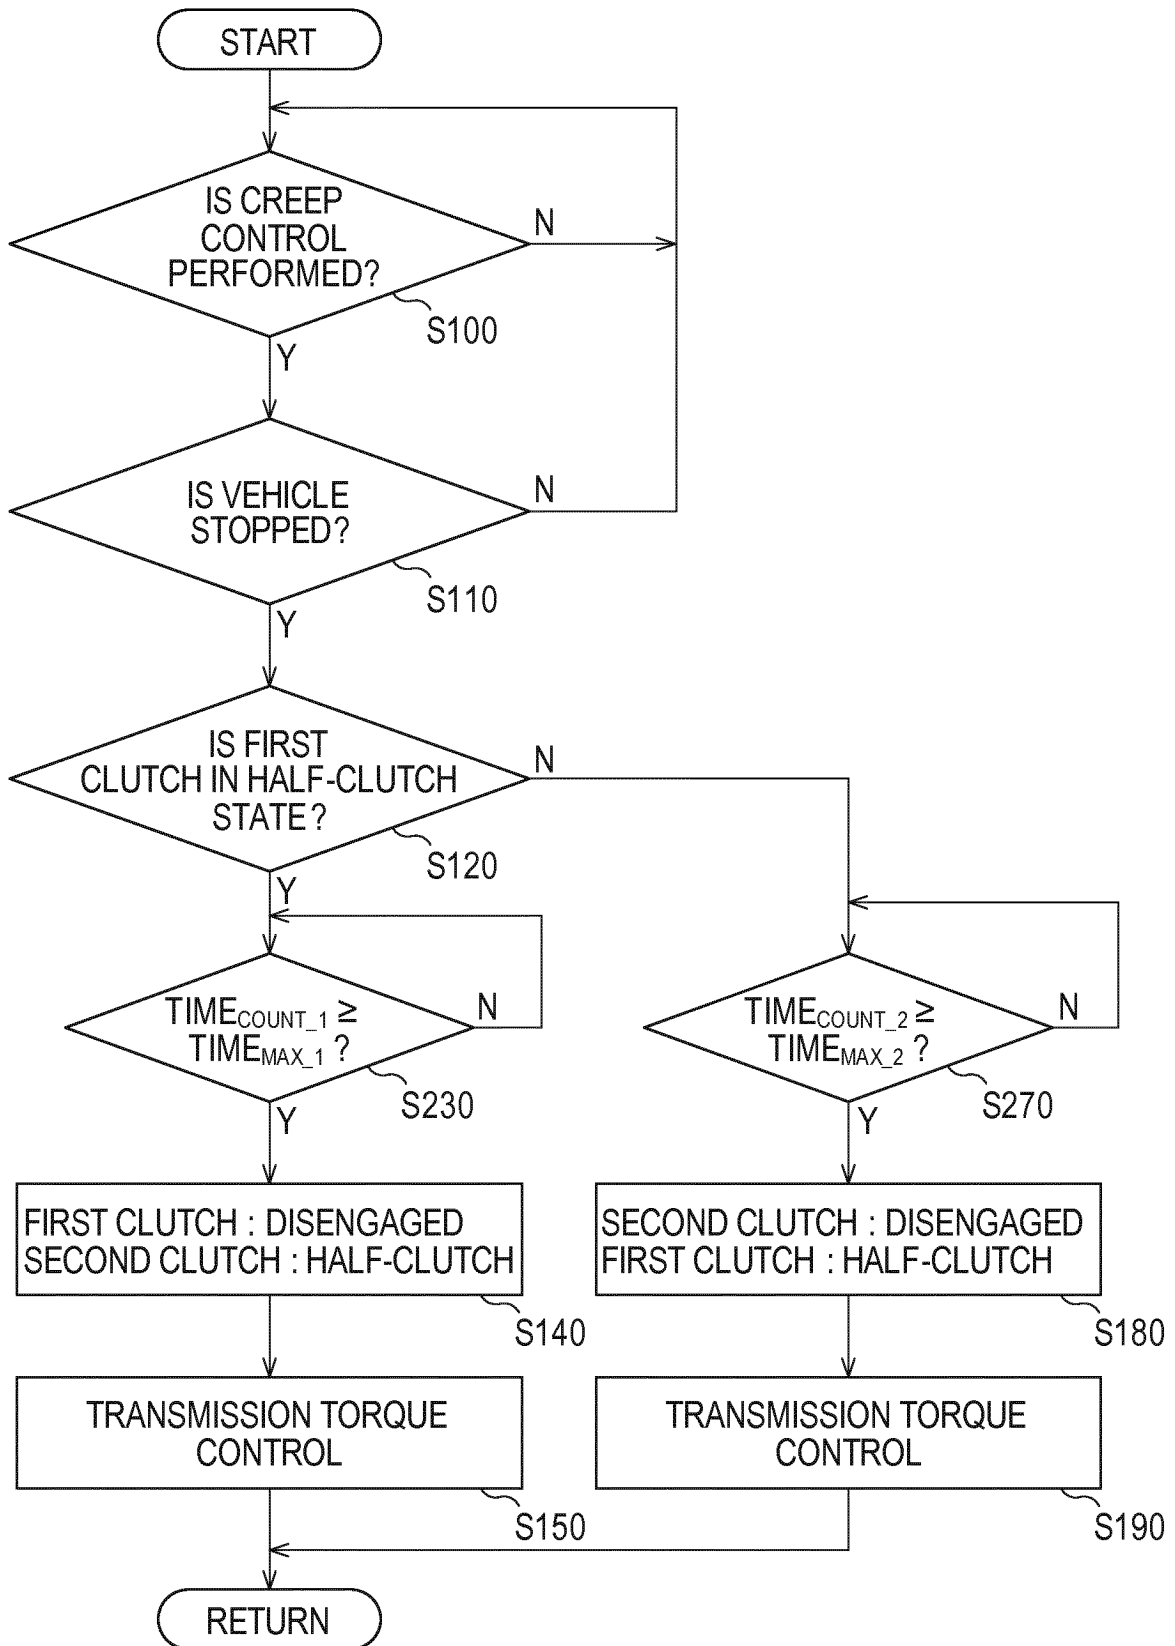 START
IS CREEP
CONTROL
PERFORMED?
N
S100
Y
IS VEHICLE
STOPPED?
N
S110
Y
IS FIRST
CLUTCH IN HALF-CLUTCH
STATE?
N
S120
Y
TIMECOUNT_1 ≥
TIMEMAX_1 ?
N
S230
Y
TIMECOUNT_2 ≥
TIMEMAX_2 ?
N
S270
Y
FIRST CLUTCH : DISENGAGED
SECOND CLUTCH : HALF-CLUTCH
S140
SECOND CLUTCH : DISENGAGED
FIRST CLUTCH : HALF-CLUTCH
S180
TRANSMISSION TORQUE
CONTROL
S150
TRANSMISSION TORQUE
CONTROL
S190
RETURN